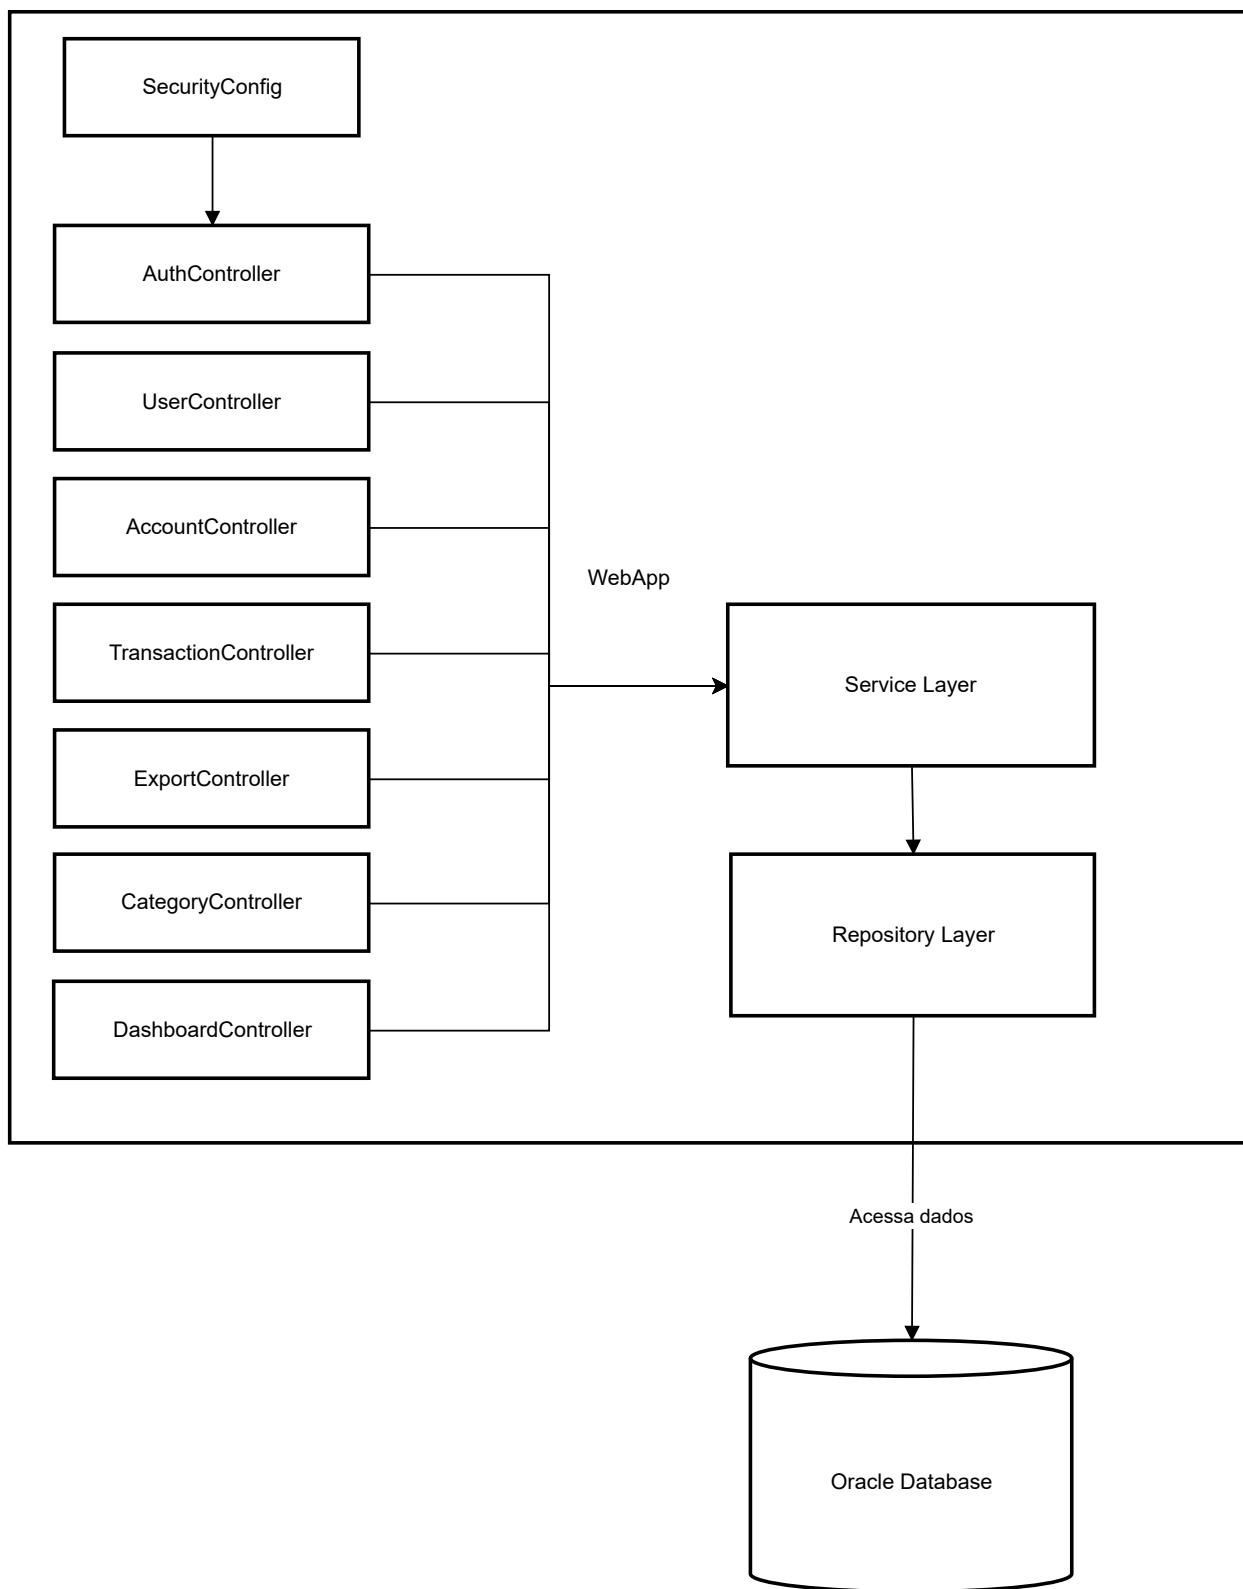 SecurityConfig
AuthController
UserController
AccountController
WebApp
TransactionController
Service Layer
ExportController
CategoryController
Repository Layer
DashboardController
Acessa dados
Oracle Database